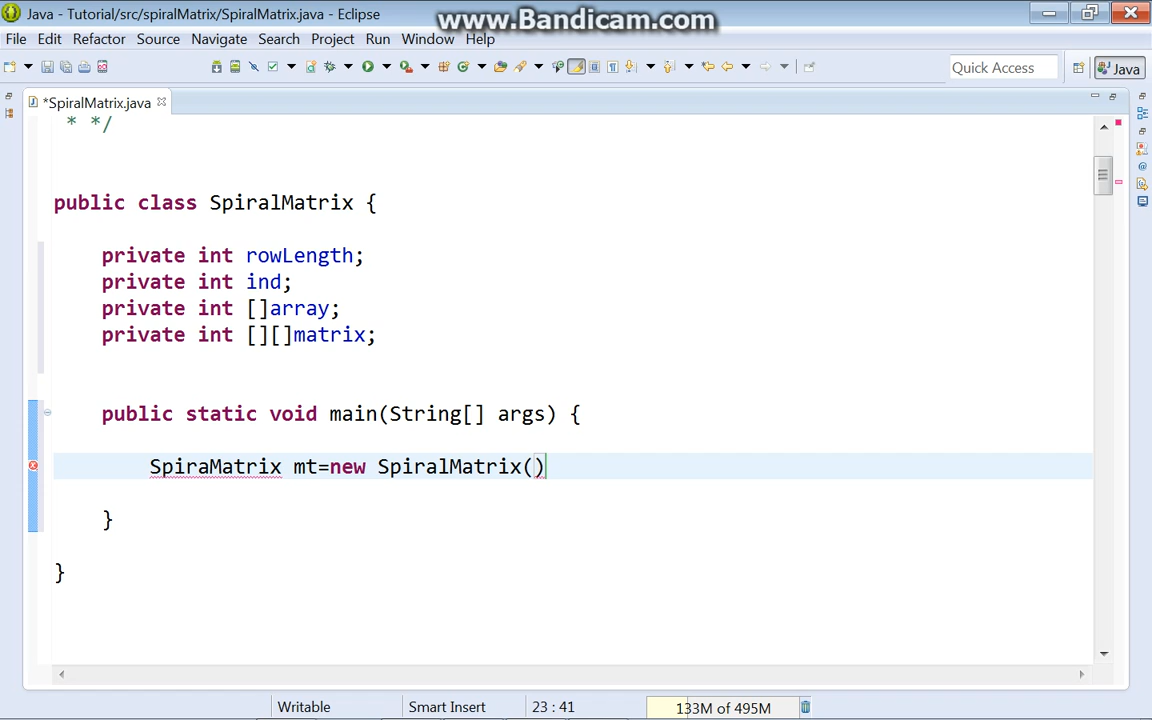 Java - Tutorial/src/spiralMatrix/SpiralMatrix.java - Eclipse
www.Bandicam.com
File Edit Refactor Source Navigate Search Project Run Window Help
Quick Access
Java
*SpiralMatrix.java
* */
public class SpiralMatrix {
private int rowLength;
private int ind;
private int []array;
private int [][]matrix;
public static void main(String[] args) {
SpiraMatrix mt=new SpiralMatrix()
}
}
Writable
Smart Insert
23 : 41
133M of 495M